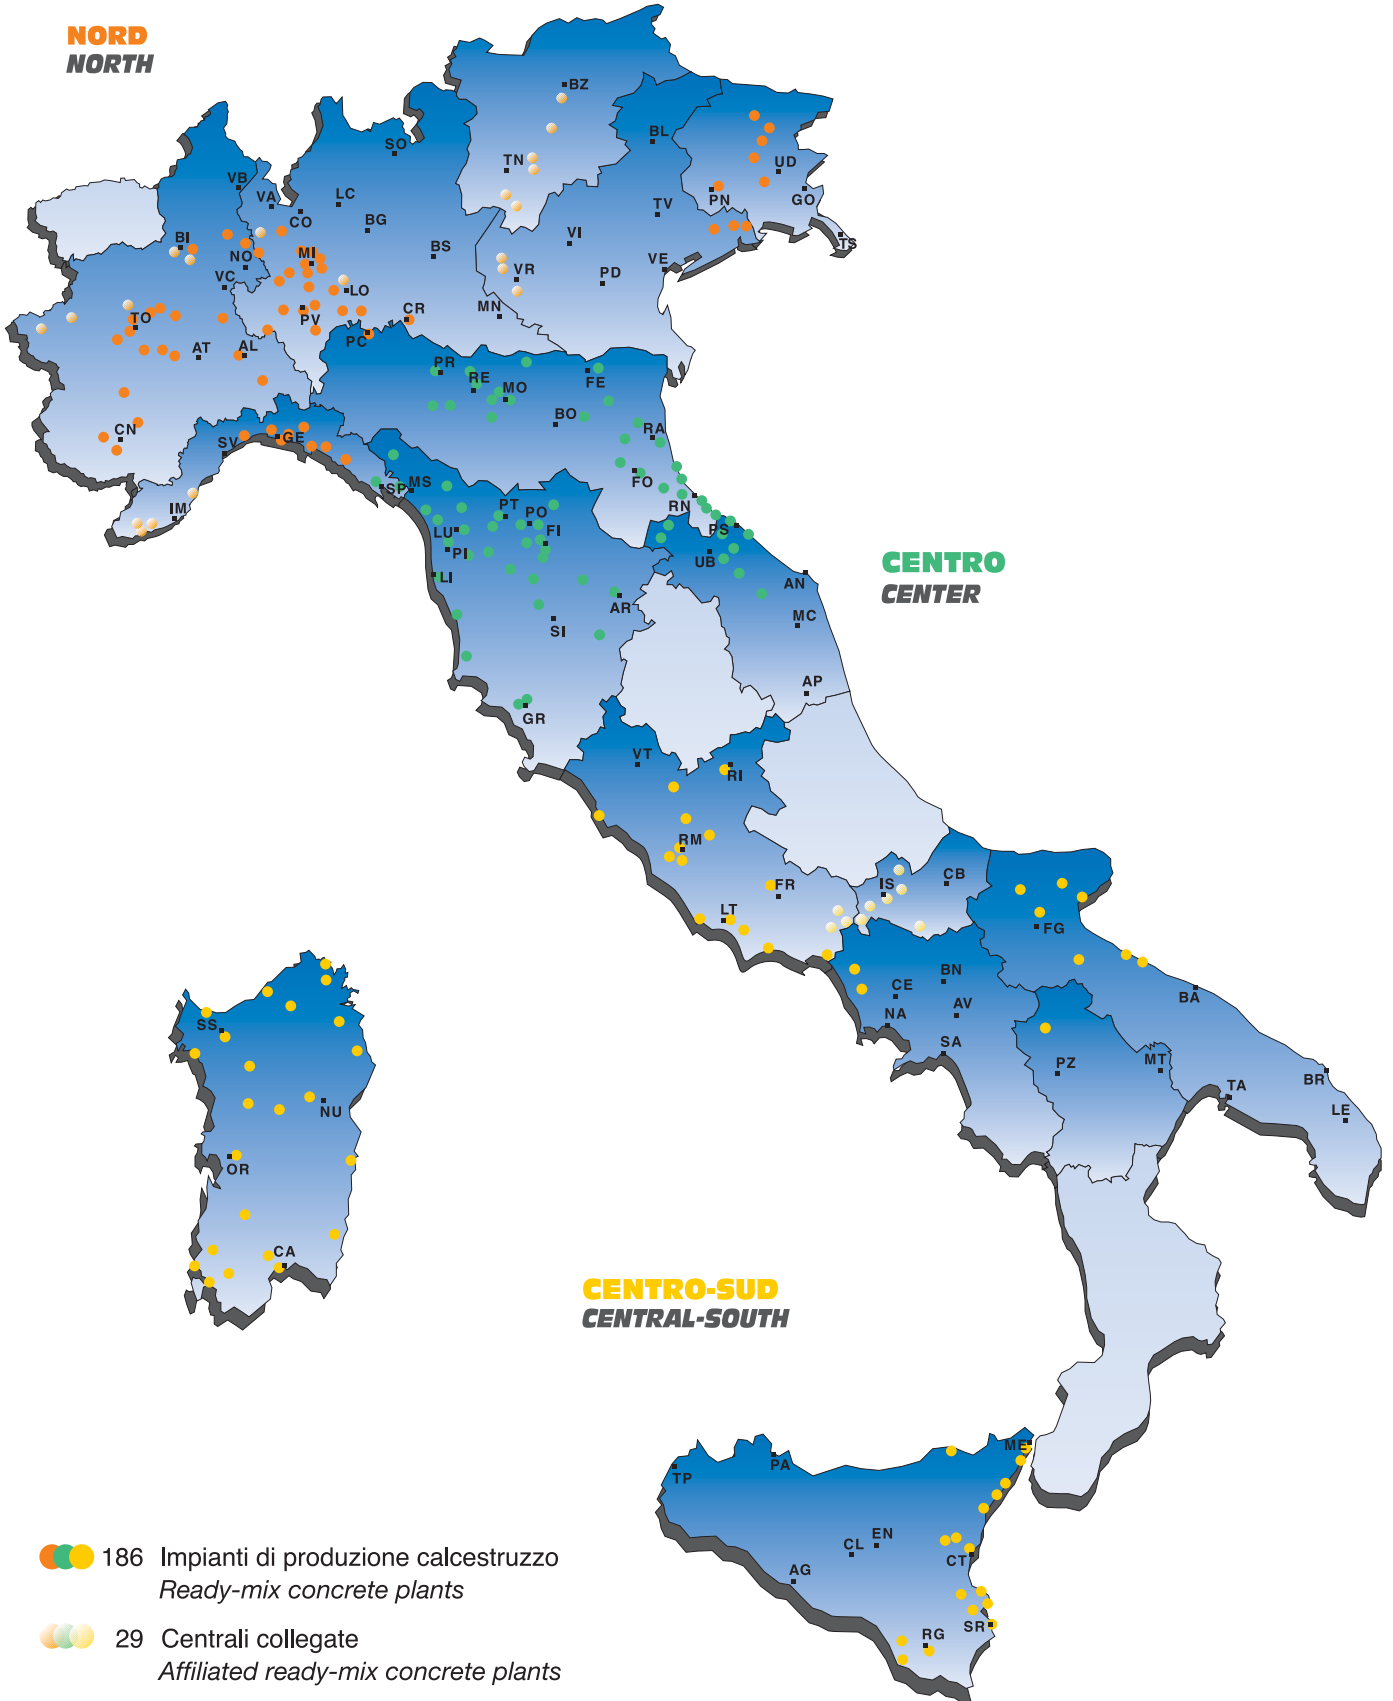 NORD
NORTH
BZ
BL
SO
TN
UD
VB
VA
LC
PN
GO
CO
BG
TV
TS
BI
MI
BS
VI
NO
VE
VC
LO
VR
PD
TO
PV
CR
MN
AT
AL
PC
PR
RE
MO
FE
BO
CN
SV
GE
RA
SP
MS
FO
IM
PT
PO
RN
LU
FI
PS
PI
UB
CENTRO
CENTER
LI
AN
AR
SI
MC
AP
GR
VT
RI
RM
FR
IS
CB
LT
FG
BN
CE
AV
BA
NA
SS
SA
PZ
MT
NU
TA
BR
LE
OR
CA
CENTRO-SUD
CENTRAL-SOUTH
ME
PA
TP
EN
CL
CT
AG
SR
RG
186 Impianti di produzione calcestruzzo
Ready-mix concrete plants
29 Centrali collegate
Affiliated ready-mix concrete plants